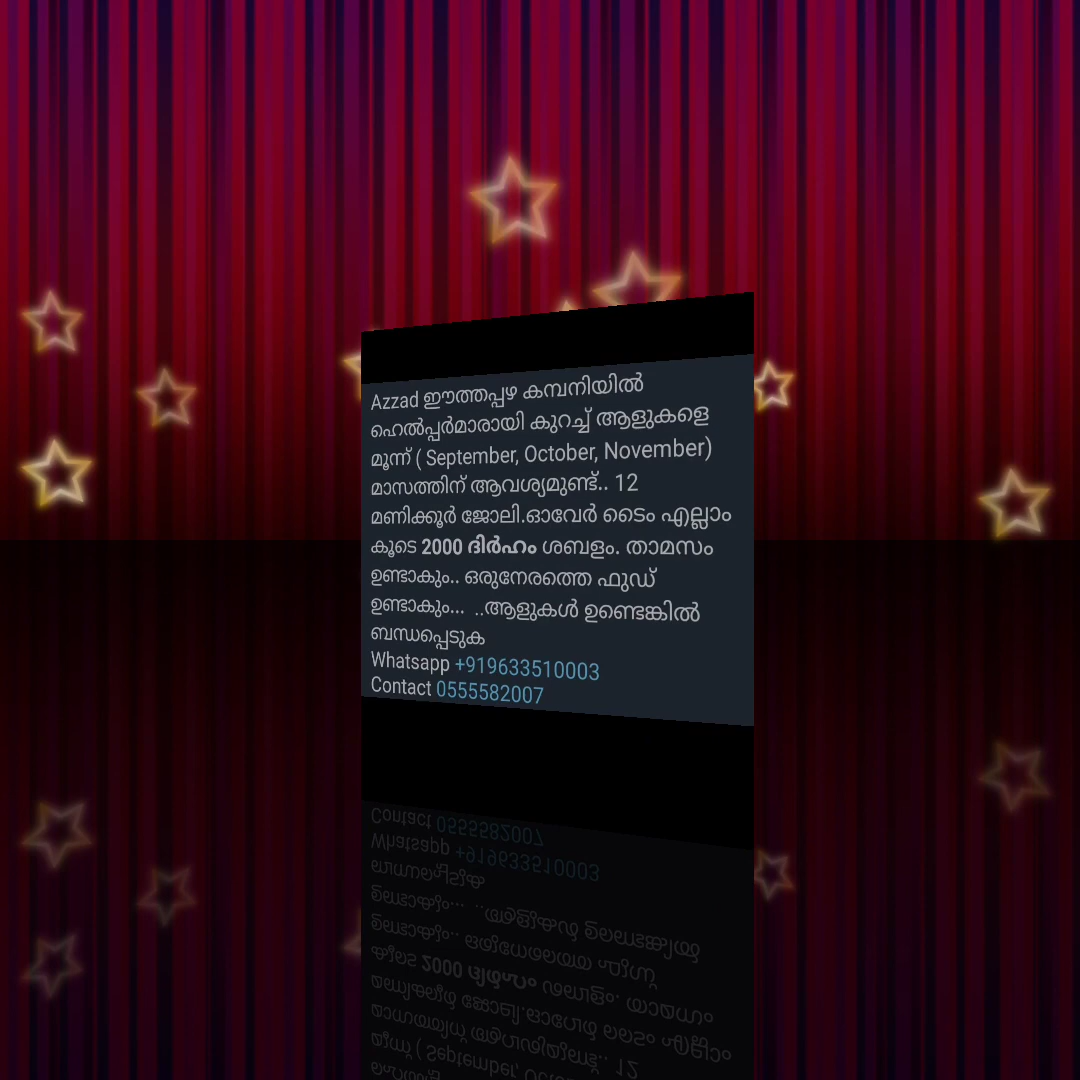 Azzad ഈത്തപ്പഴ കമ്പനിയിൽ
ഹെൽപ്പർമാരായി കുറച്ച് ആളുകളെ
മൂന്ന് ( September, October, November)
മാസത്തിന് ആവശ്യമുണ്ട്.. 12
മണിക്കൂർ ജോലി.ഓവേർ ടൈം എല്ലാം
കൂടെ 2000 ദിർഹം ശബളം. താമസം
ഉണ്ടാകും.. ഒരുനേരത്തെ ഫുഡ്
ഉണ്ടാകും... ..ആളുകൾ ഉണ്ടെങ്കിൽ
ബന്ധപ്പെടുക
Whatsapp +919633510003
Contact 0555582007